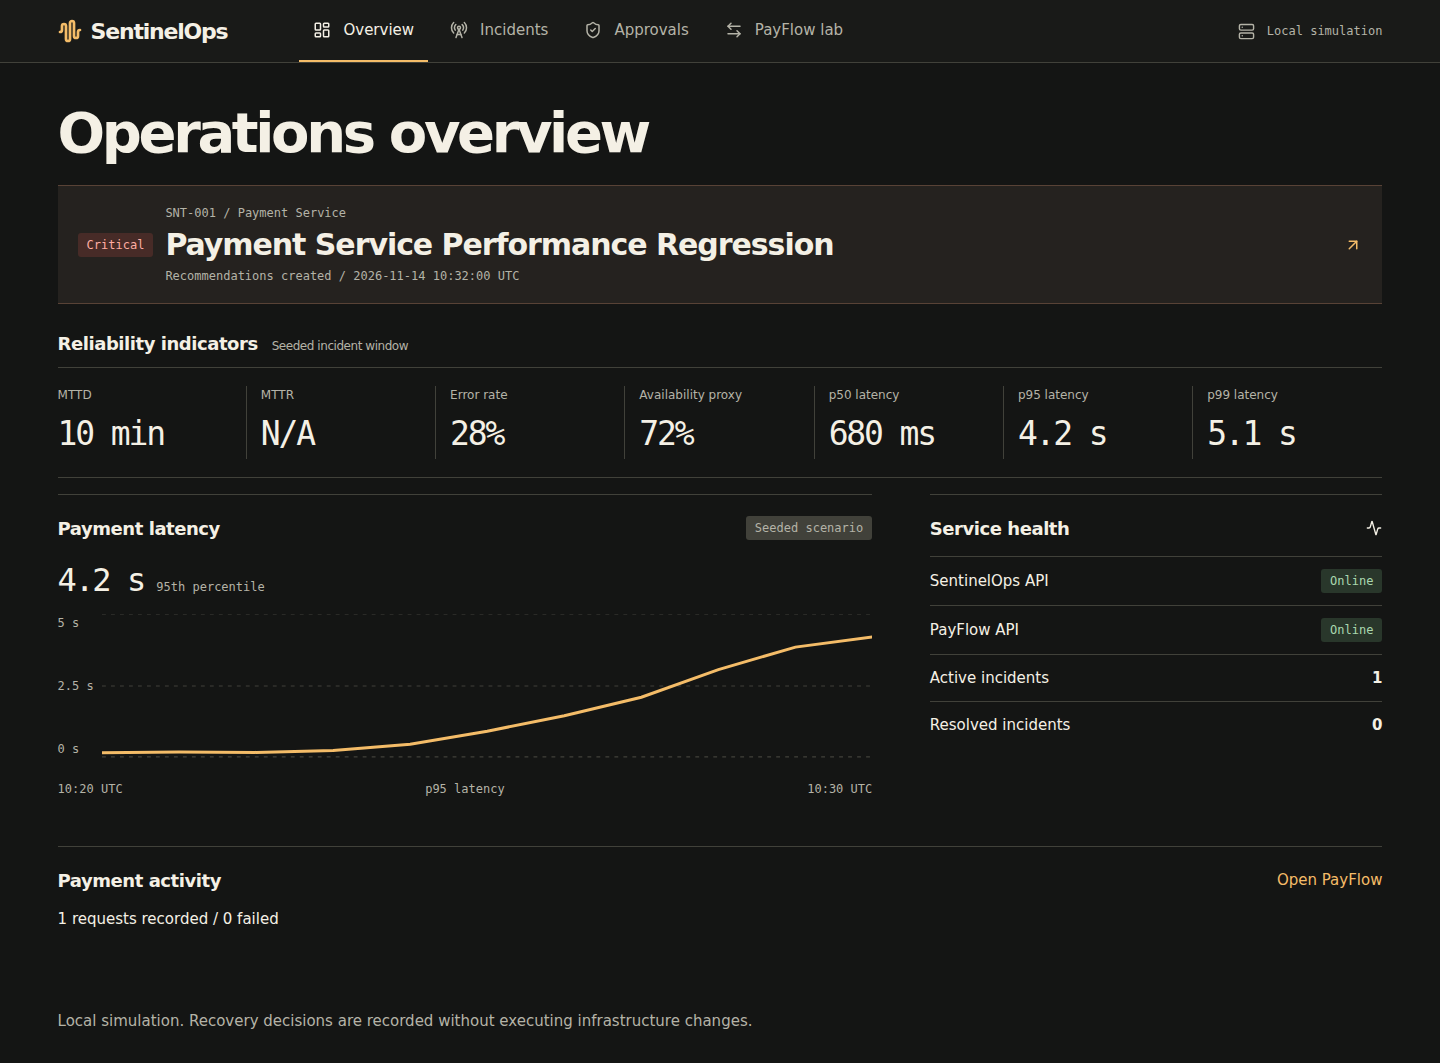 SentinelOps
Overview
Incidents
Approvals
PayFlow lab
Local simulation
Operations overview
SNT-001 / Payment Service
Critical
Payment Service Performance Regression
Recommendations created / 2026-11-14 10:32:00 UTC
Reliability indicators
Seeded incident window
MTTD
10 min
MTTR
N/A
Error rate
28%
Availability proxy
72%
p50 latency
680 ms
p95 latency
4.2 s
p99 latency
5.1 s
Payment latency
Seeded scenario
4.2 s 95th percentile
5 s
2.5 s
0 s
10:20 UTC
p95 latency
10:30 UTC
Service health
SentinelOps API
Online
PayFlow API
Online
Active incidents
1
Resolved incidents
0
Payment activity
Open PayFlow
1 requests recorded / 0 failed
Local simulation. Recovery decisions are recorded without executing infrastructure changes.